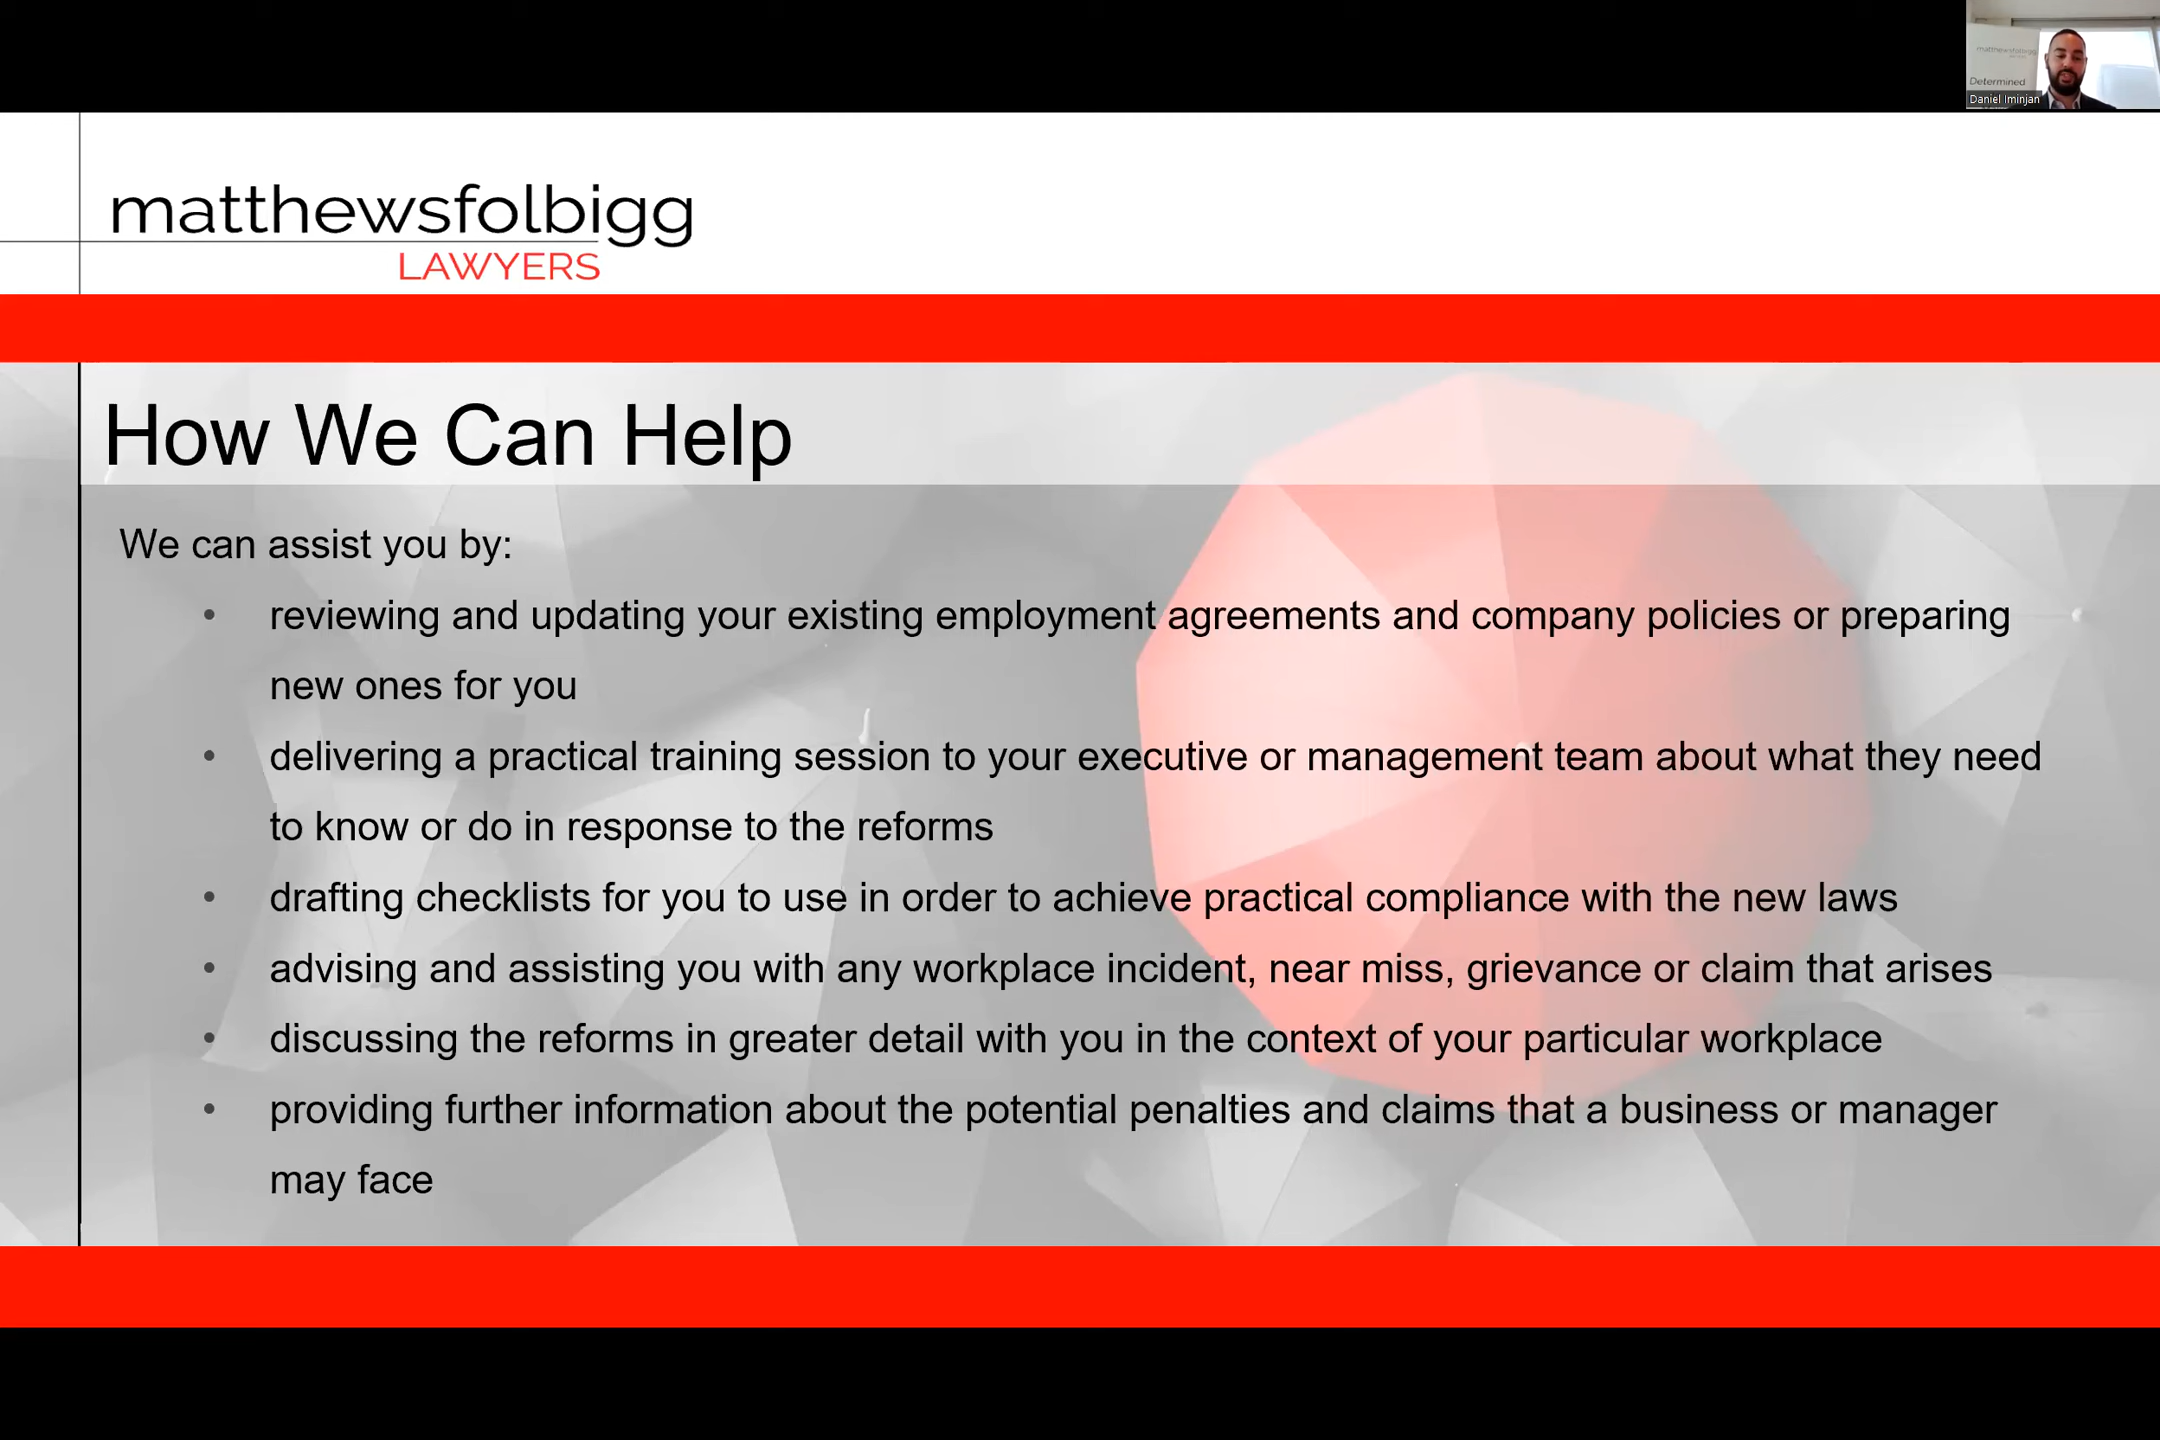 matthewsfolbigg
Determined
Daniel Iminjan
matthewsfolbigg
LAWYERS
How We Can Help
We can assist you by:
• reviewing and updating your existing employment agreements and company policies or preparing
new ones for you
• delivering a practical training session to your executive or management team about what they need
to know or do in response to the reforms
• drafting checklists for you to use in order to achieve practical compliance with the new laws
• advising and assisting you with any workplace incident, near miss, grievance or claim that arises
• discussing the reforms in greater detail with you in the context of your particular workplace
• providing further information about the potential penalties and claims that a business or manager
may face